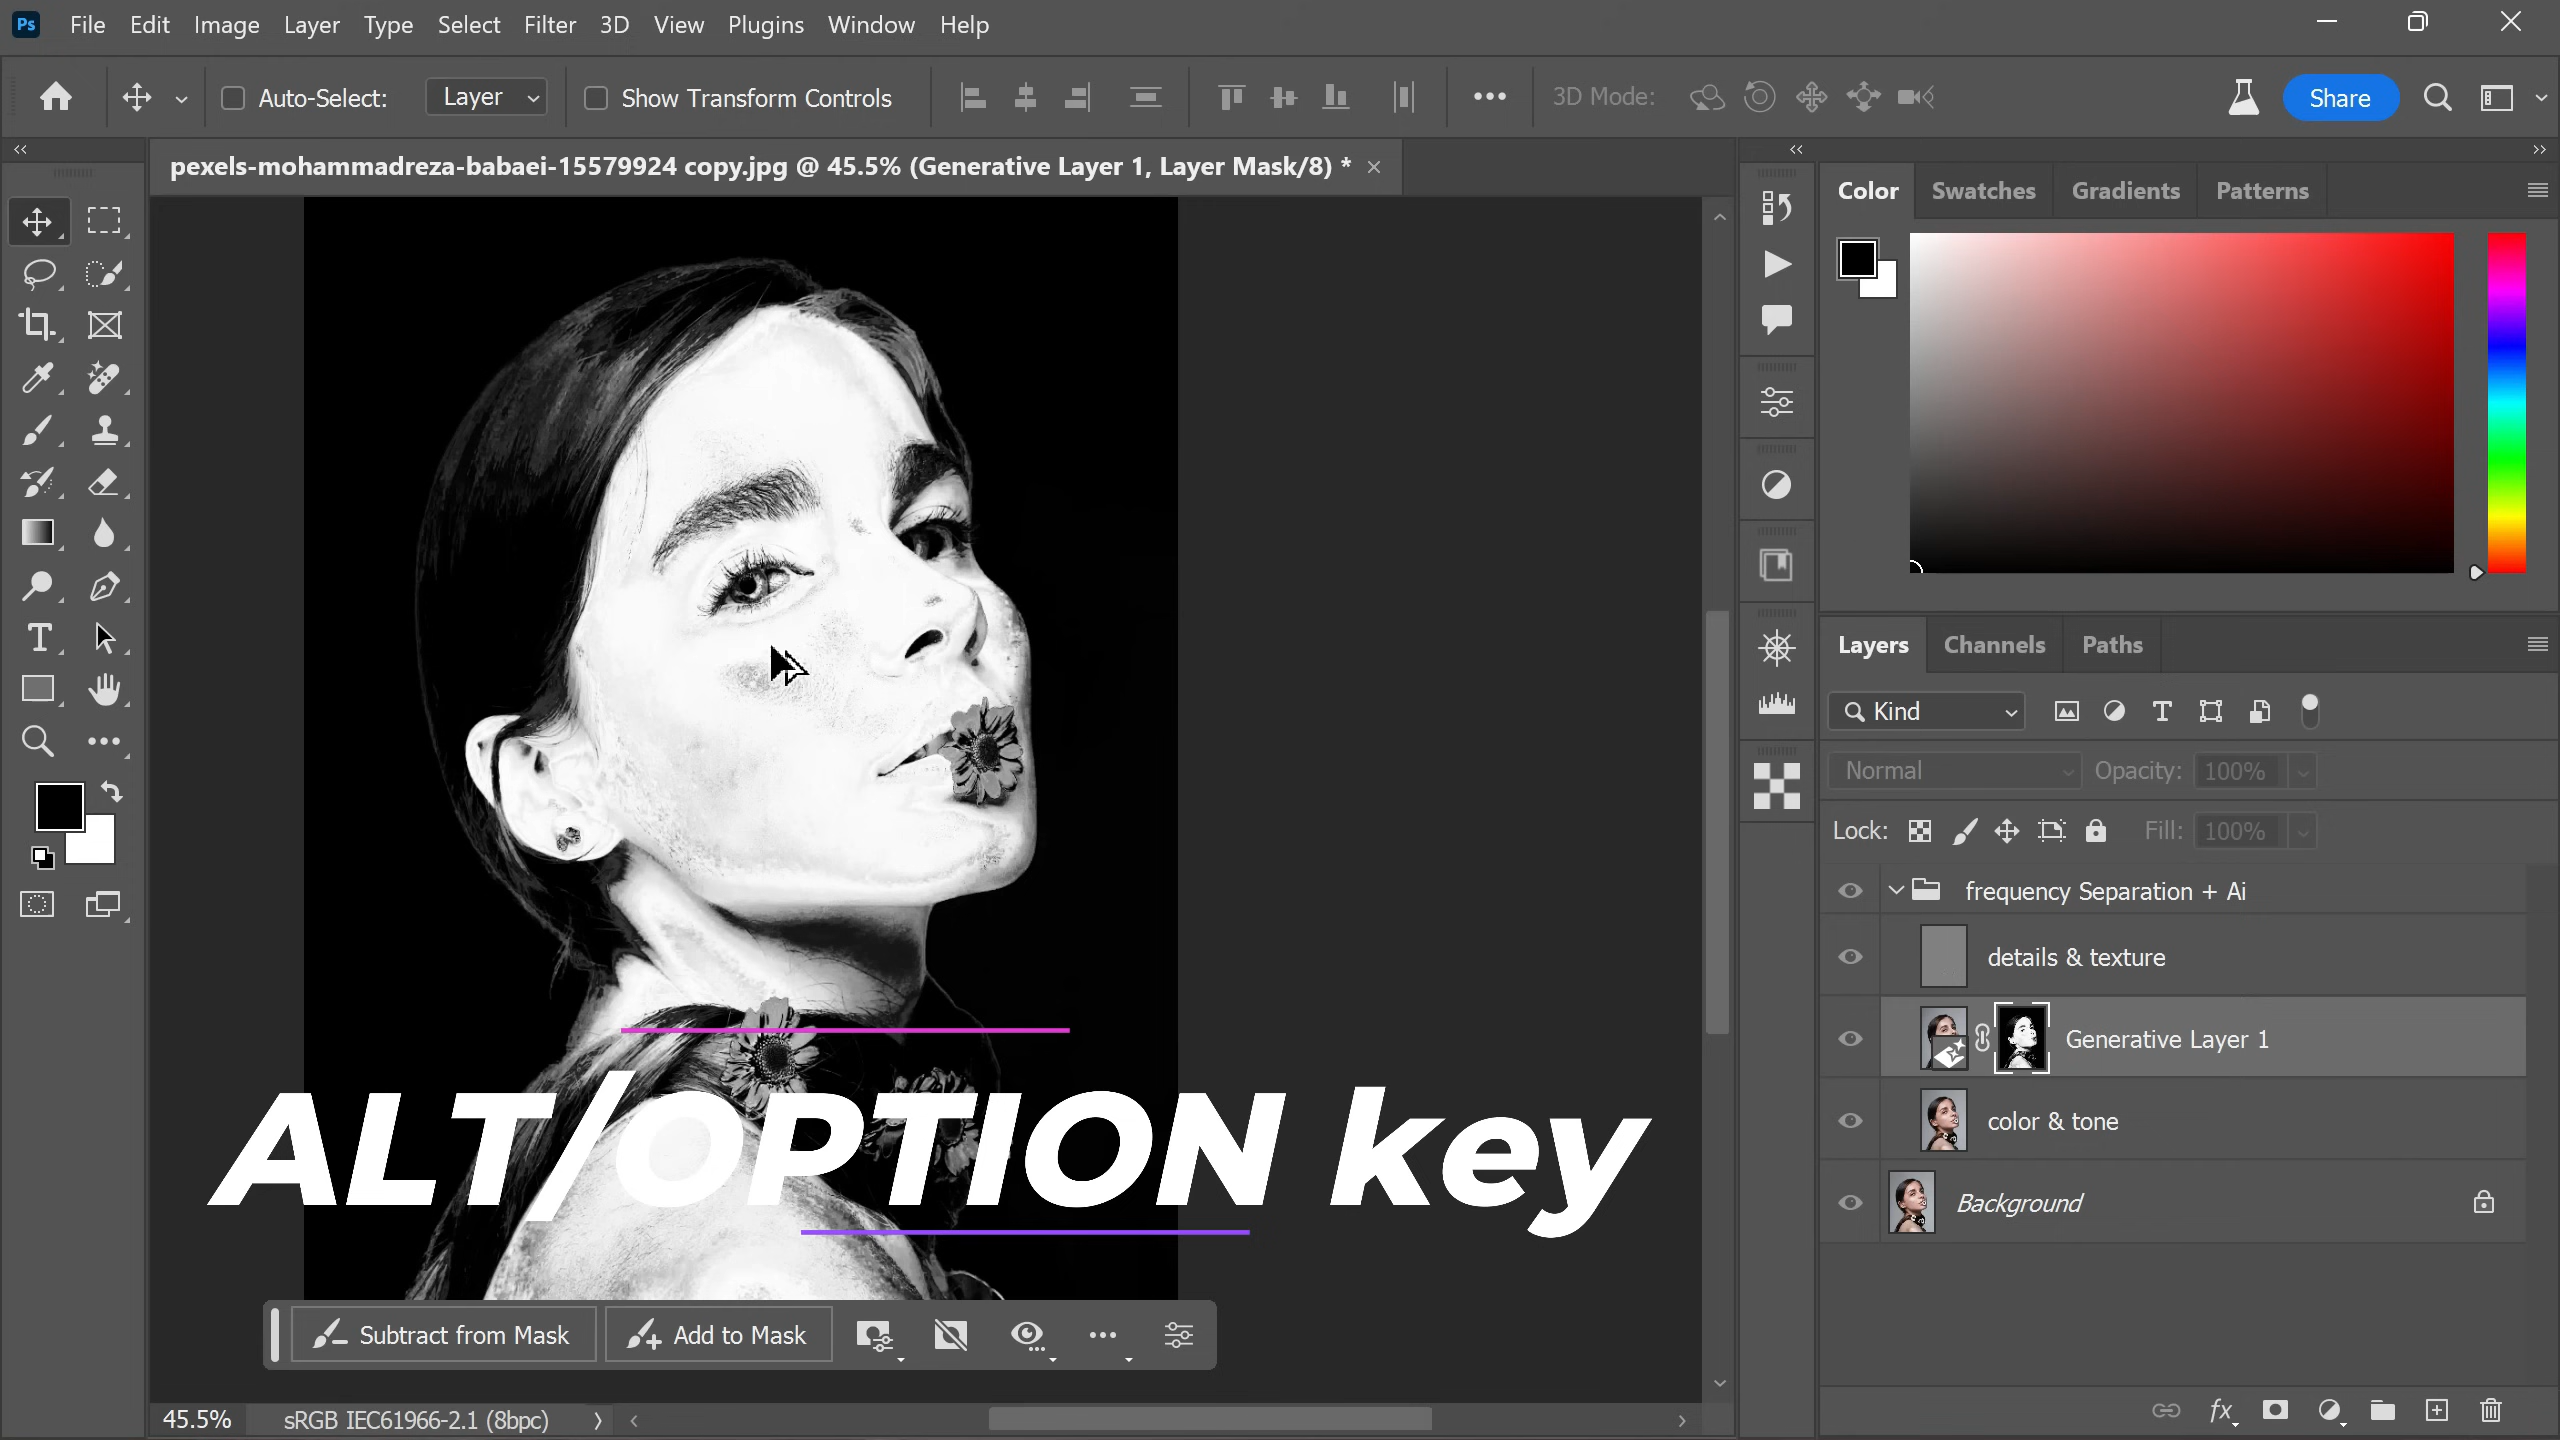 Ps File Edit Image Layer Type Select Filter 3D View Plugins Window Help
Auto-Select: Layer Show Transform Controls 3D Mode: Share
pexels-mohammadreza-babaei-15579924 copy.jpg @ 45.5% (Generative Layer 1, Layer Mask/8) *
Color Swatches Gradients Patterns
Layers Channels Paths
Kind
Normal Opacity: 100%
Lock: Fill: 100%
frequency Separation + Ai
details & texture
Generative Layer 1
color & tone
Background
ALT/OPTION key
Subtract from Mask Add to Mask
45.5% sRGB IEC61966-2.1 (8bpc)
fx